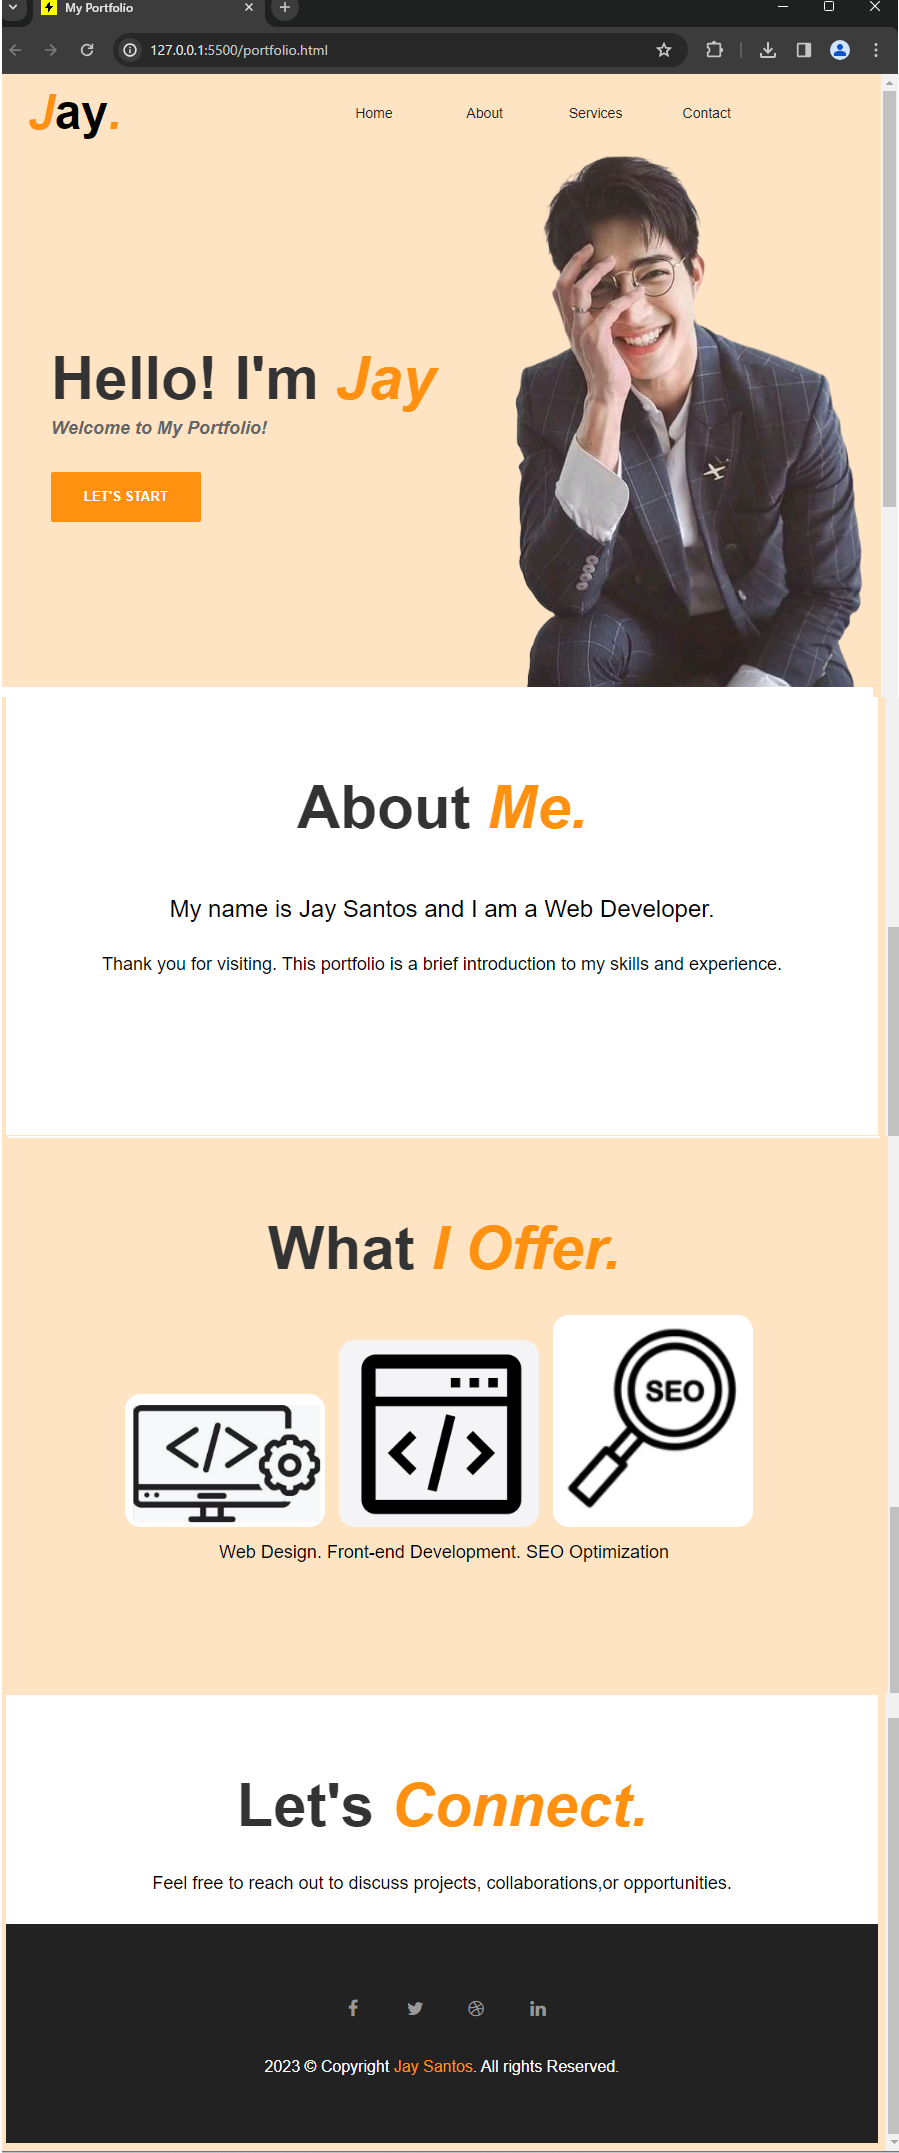 My Portfolio
127.0.0.1:5500/portfolio.html
Jay.
Home About Services Contact
Hello! I'm Jay
Welcome to My Portfolio!
LET'S START
About Me.
My name is Jay Santos and I am a Web Developer.
Thank you for visiting. This portfolio is a brief introduction to my skills and experience.
What I Offer.
SEO
Web Design. Front-end Development. SEO Optimization
Let's Connect.
Feel free to reach out to discuss projects, collaborations,or opportunities.
2023 © Copyright Jay Santos. All rights Reserved.